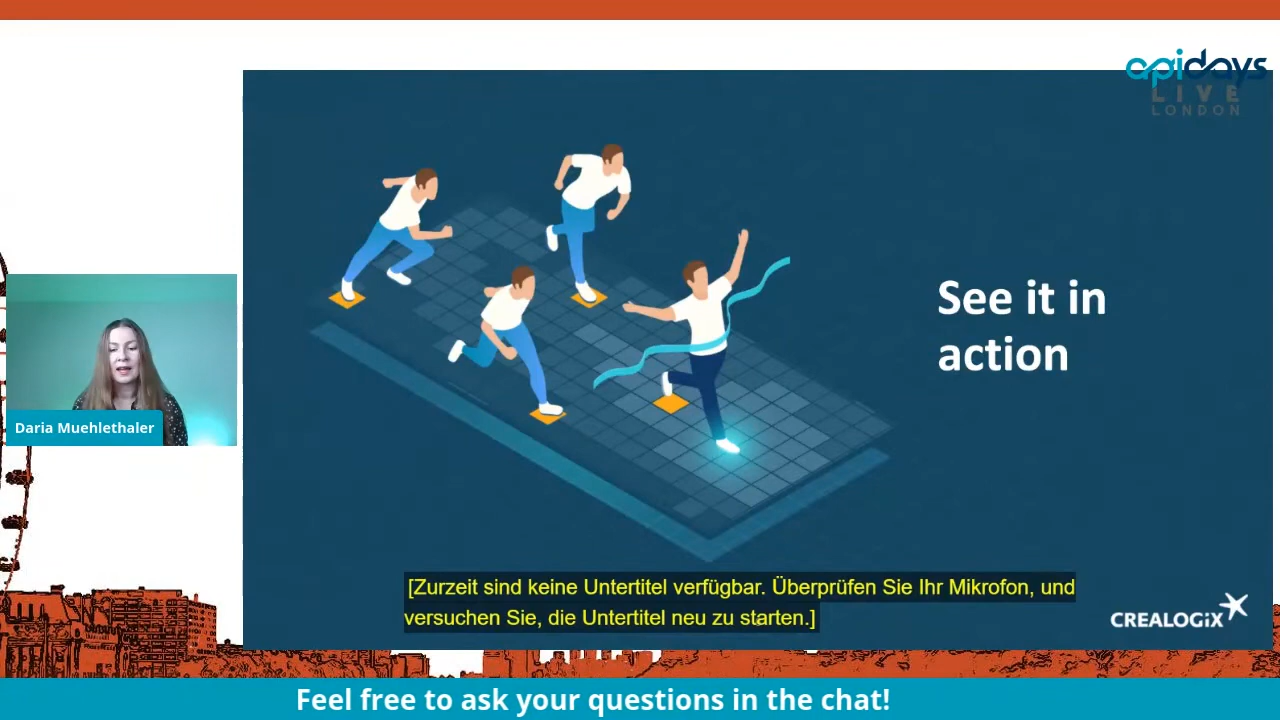 apidays
LIVE
LONDON
See it in
action
Daria Muehlethaler
[Zurzeit sind keine Untertitel verfügbar. Überprüfen Sie Ihr Mikrofon, und
versuchen Sie, die Untertitel neu zu starten.]
CREALOGIX
Feel free to ask your questions in the chat!